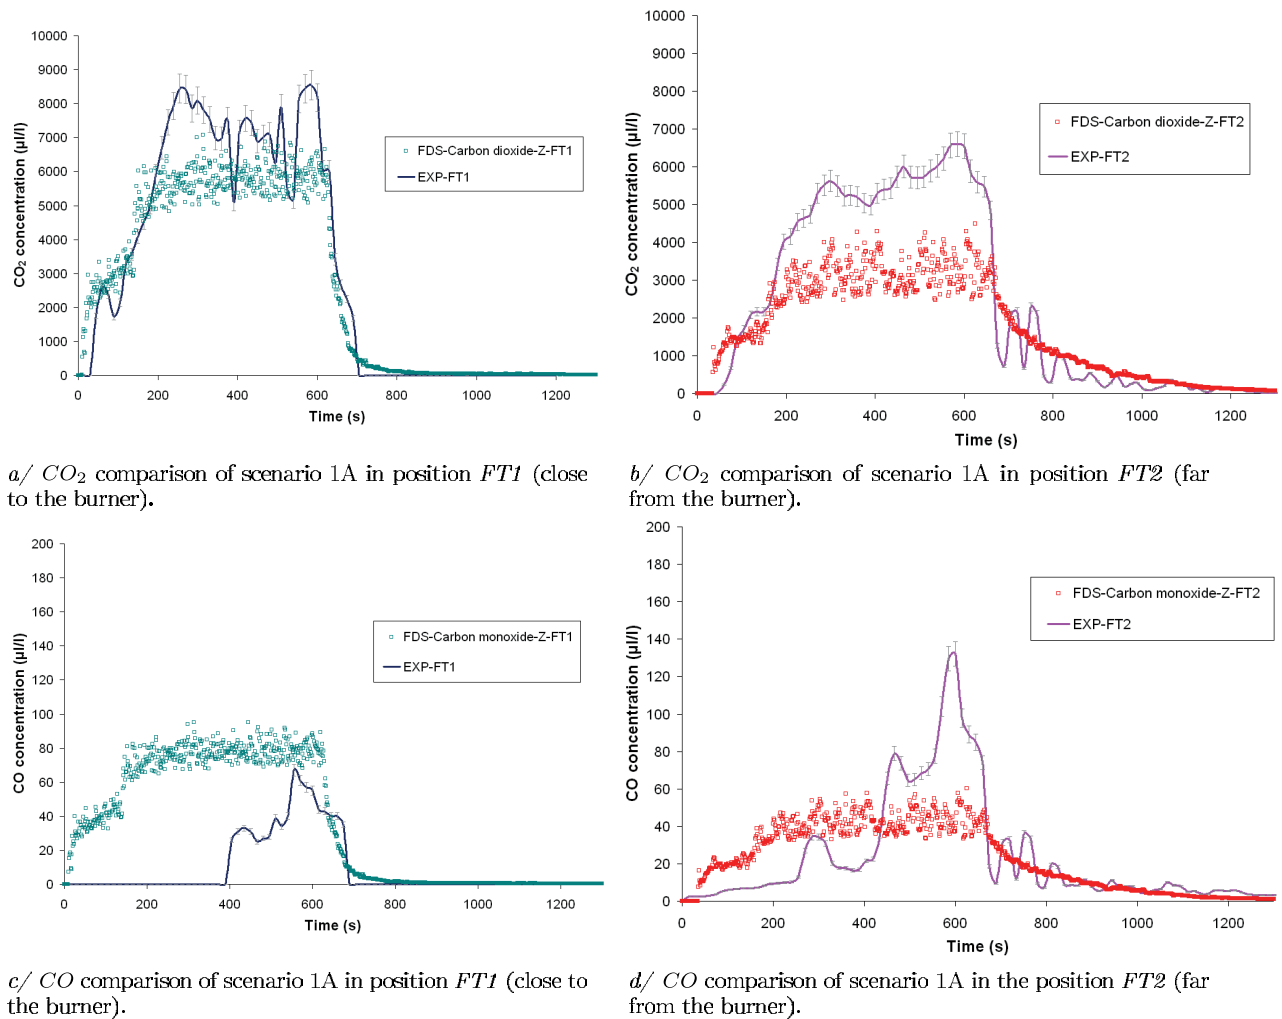 10000
9000
8000
7000
6000
5000
4000
3000
2000
1000
0
CO₂ concentration (µl/l)
FDS-Carbon dioxide-Z-FT1
EXP-FT1
0 200 400 600 800 1000 1200
Time (s)
a/ CO₂ comparison of scenario 1A in position FT1 (close
to the burner).
10000
9000
8000
7000
6000
5000
4000
3000
2000
1000
0
CO₂ concentration (µl/l)
FDS-Carbon dioxide-Z-FT2
EXP-FT2
0 200 400 600 800 1000 1200
Time (s)
b/ CO₂ comparison of scenario 1A in position FT2 (far
from the burner).
200
180
160
140
120
100
80
60
40
20
0
CO concentration (µl/l)
FDS-Carbon monoxide-Z-FT1
EXP-FT1
0 200 400 600 800 1000 1200
Time (s)
c/ CO comparison of scenario 1A in position FT1 (close to
the burner).
200
180
160
140
120
100
80
60
40
20
0
CO concentration (µl/l)
FDS-Carbon monoxide-Z-FT2
EXP-FT2
0 200 400 600 800 1000 1200
Time (s)
d/ CO comparison of scenario 1A in the position FT2 (far
from the burner).